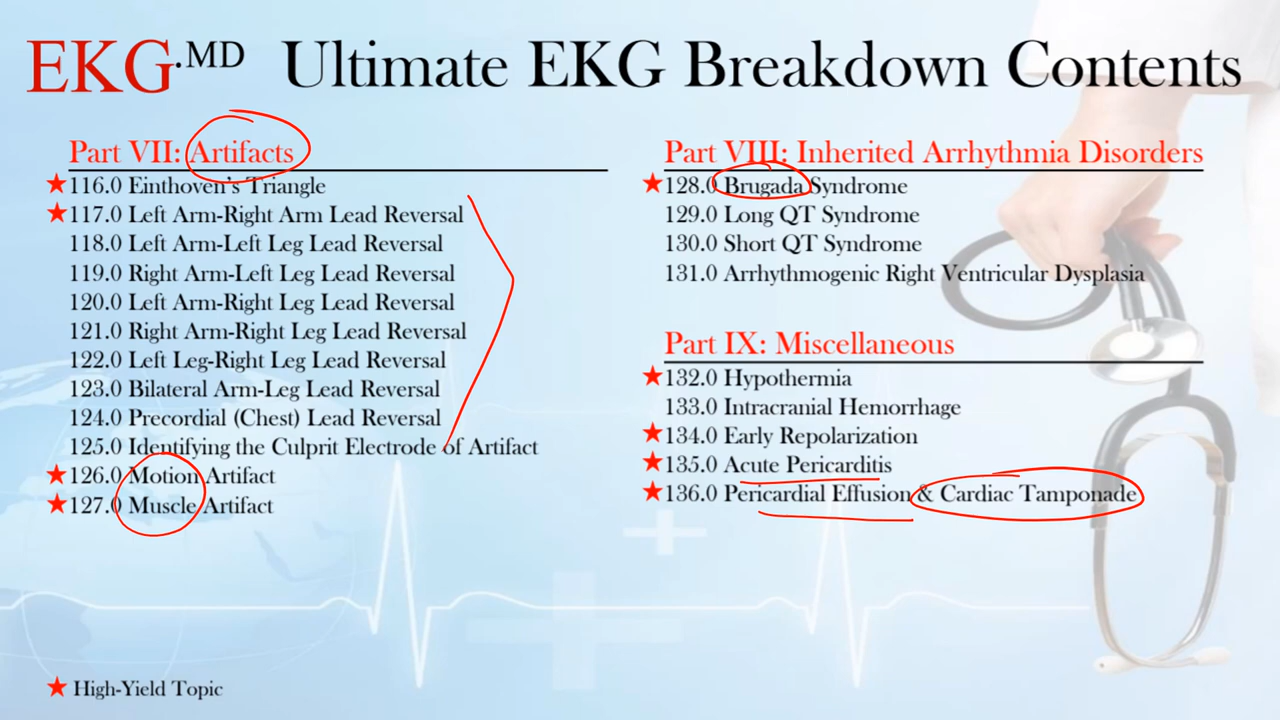 EKG.MD Ultimate EKG Breakdown Contents
Part VII: Artifacts
★116.0 Einthoven's Triangle
★117.0 Left Arm-Right Arm Lead Reversal
118.0 Left Arm-Left Leg Lead Reversal
119.0 Right Arm-Left Leg Lead Reversal
120.0 Left Arm-Right Leg Lead Reversal
121.0 Right Arm-Right Leg Lead Reversal
122.0 Left Leg-Right Leg Lead Reversal
123.0 Bilateral Arm-Leg Lead Reversal
124.0 Precordial (Chest) Lead Reversal
125.0 Identifying the Culprit Electrode of Artifact
★126.0 Motion Artifact
★127.0 Muscle Artifact
Part VIII: Inherited Arrhythmia Disorders
★128.0 Brugada Syndrome
129.0 Long QT Syndrome
130.0 Short QT Syndrome
131.0 Arrhythmogenic Right Ventricular Dysplasia
Part IX: Miscellaneous
★132.0 Hypothermia
133.0 Intracranial Hemorrhage
★134.0 Early Repolarization
★135.0 Acute Pericarditis
★136.0 Pericardial Effusion & Cardiac Tamponade
★ High-Yield Topic